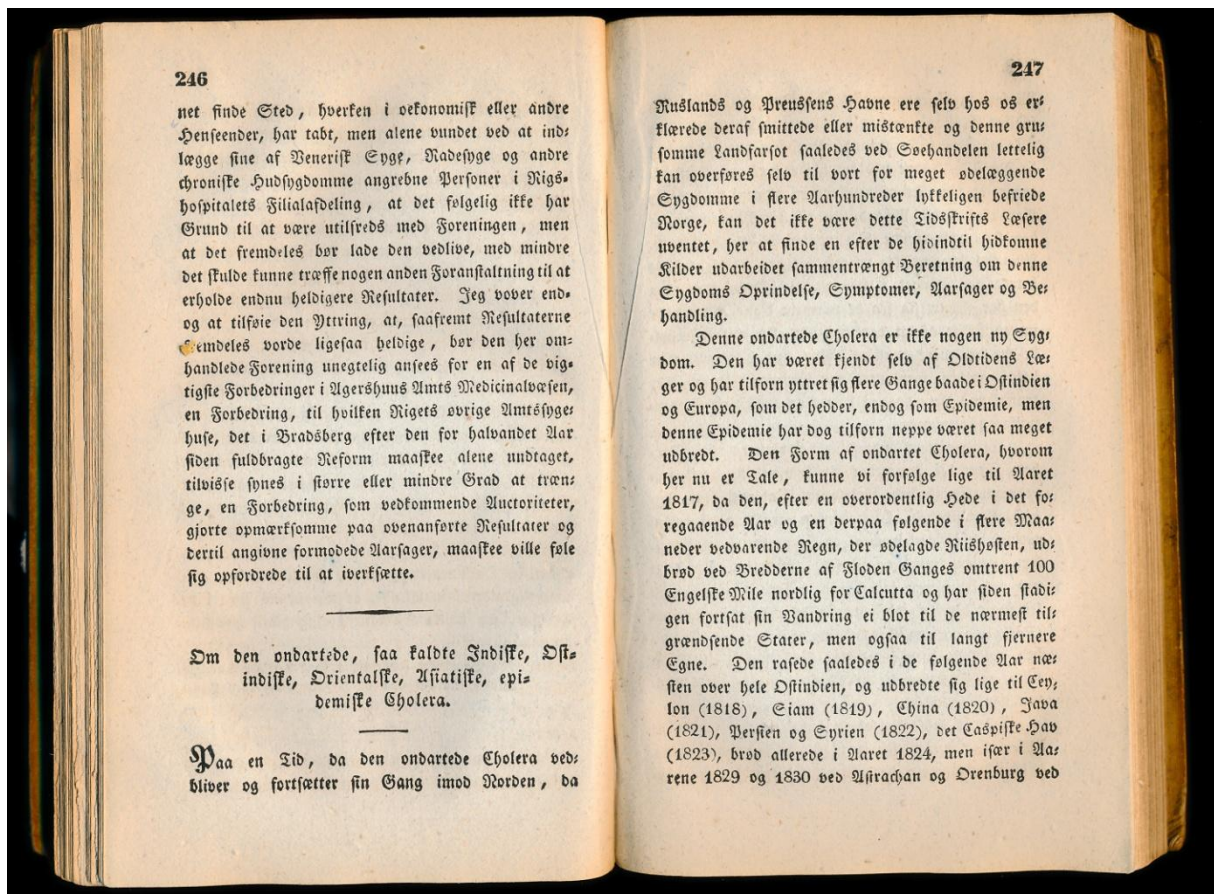 246
net finde Sted, hverken i oekonomisk eller andre
Henseender, har tabt, men alene vundet ved at ind-
lægge sine af Venerisk Syge, Radesyge og andre
chroniske Hudsygdomme angrebne Personer i Rigs-
hospitalets Filialafdeling, at det følgelig ikke har
Grund til at være utilfreds med Foreningen, men
at det fremdeles bør lade den vedlive, med mindre
det skulde kunne træffe nogen anden Foranstaltning til at
erholde endnu heldigere Resultater. Jeg vover end-
og at tilføie den Yttring, at, saafremt Resultaterne
fremdeles vorde ligesaa heldige, bør den her om-
handlede Forening unegtelig ansees for en af de vig-
tigste Forbedringer i Agershuus Amts Medicinalvæsen,
en Forbedring, til hvilken Rigets øvrige Amtssyge-
huse, det i Bradsberg efter den for halvandet Aar
siden fuldbragte Reform maaskee alene undtaget,
tilvisse synes i større eller mindre Grad at træn-
ge, en Forbedring, som vedkommende Auctoriteter,
gjorte opmærksomme paa ovenanførte Resultater og
dertil angivne formodede Aarsager, maaskee ville føle
sig opfordrede til at iverksætte.
Om den ondartede, saa kaldte Indiske, Ost-
indiske, Orientalske, Asiatiske, epi-
demiske Cholera.
Paa en Tid, da den ondartede Cholera ved-
bliver og fortsætter sin Gang imod Norden, da
247
Ruslands og Preussens Havne ere selv hos os er-
klærede deraf smittede eller mistænkte og denne gru-
somme Landfarsot saaledes ved Søehandelen lettelig
kan overføres selv til vort for meget ødelæggende
Sygdomme i flere Aarhundreder lykkeligen befriede
Norge, kan det ikke være dette Tidsskrifts Læsere
uventet, her at finde en efter de hidindtil hidkomne
Kilder udarbeidet sammentrængt Beretning om denne
Sygdoms Oprindelse, Symptomer, Aarsager og Be-
handling.
Denne ondartede Cholera er ikke nogen ny Syg-
dom. Den har været kjendt selv af Oldtidens Læ-
ger og har tilforn yttret sig flere Gange baade i Ostindien
og Europa, som det hedder, endog som Epidemie, men
denne Epidemie har dog tilforn neppe været saa meget
udbredt. Den Form af ondartet Cholera, hvorom
her nu er Tale, kunne vi forfølge lige til Aaret
1817, da den, efter en overordentlig Hede i det fo-
regaaende Aar og en derpaa følgende i flere Maa-
neder vedvarende Regn, der ødelagde Riishøsten, ud-
brød ved Bredderne af Floden Ganges omtrent 100
Engelske Mile nordlig for Calcutta og har siden stadi-
gen fortsat sin Vandring ei blot til de nærmest til-
grændsende Stater, men ogsaa til langt fjernere
Egne. Den rasede saaledes i de følgende Aar næ-
sten over hele Ostindien, og udbredte sig lige til Cey-
lon (1818), Siam (1819), China (1820), Java
(1821), Persien og Syrien (1822), det Caspiske Hav
(1823), brød allerede i Aaret 1824, men især i Aa-
rene 1829 og 1830 ved Astrachan og Orenburg ved